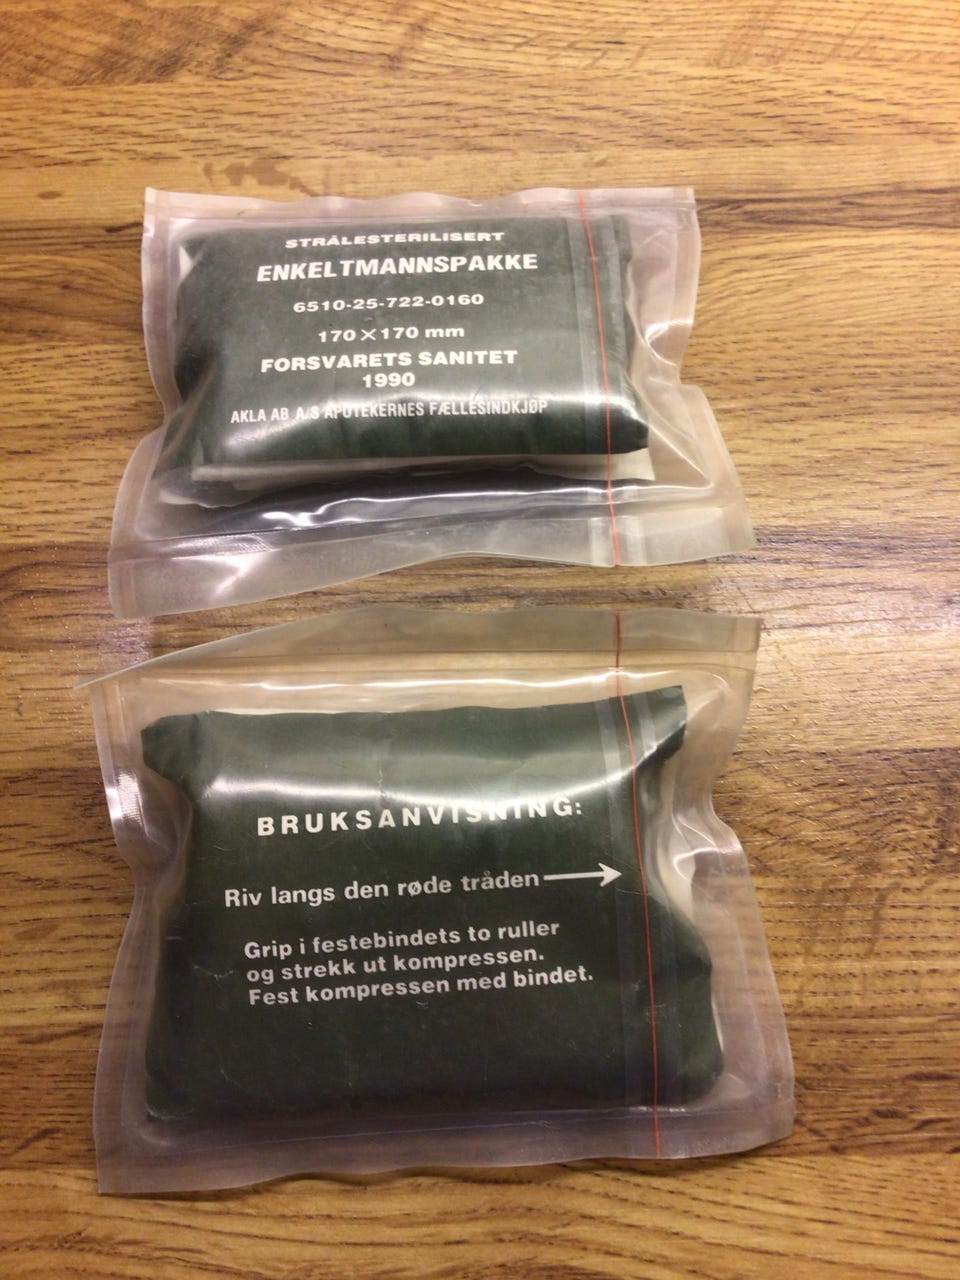 STRÅLESTERILISERT
ENKELTMANNSPAKKE
6510-25-722-0160
170 × 170 mm
FORSVARETS SANITET
1990
AKLA AB A/S APOTEKERNES FÆLLESINDKJØP
BRUKSANVISNING:
Riv langs den røde tråden →
Grip i festebindets to ruller
og strekk ut kompressen.
Fest kompressen med bindet.